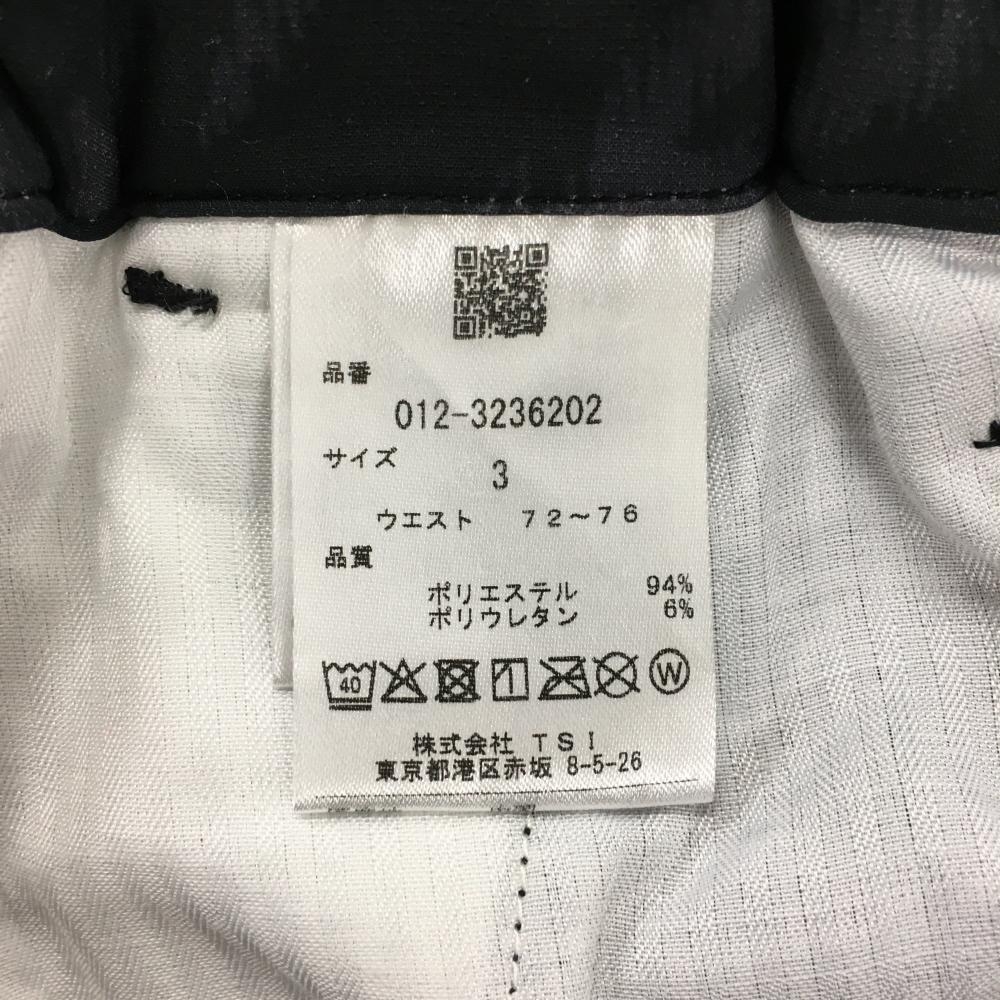 品番
012-3236202
サイズ
3
ウエスト 72～76
品質
ポリエステル 94%
ポリウレタン 6%
40
W
株式会社 TSI
東京都港区赤坂 8-5-26